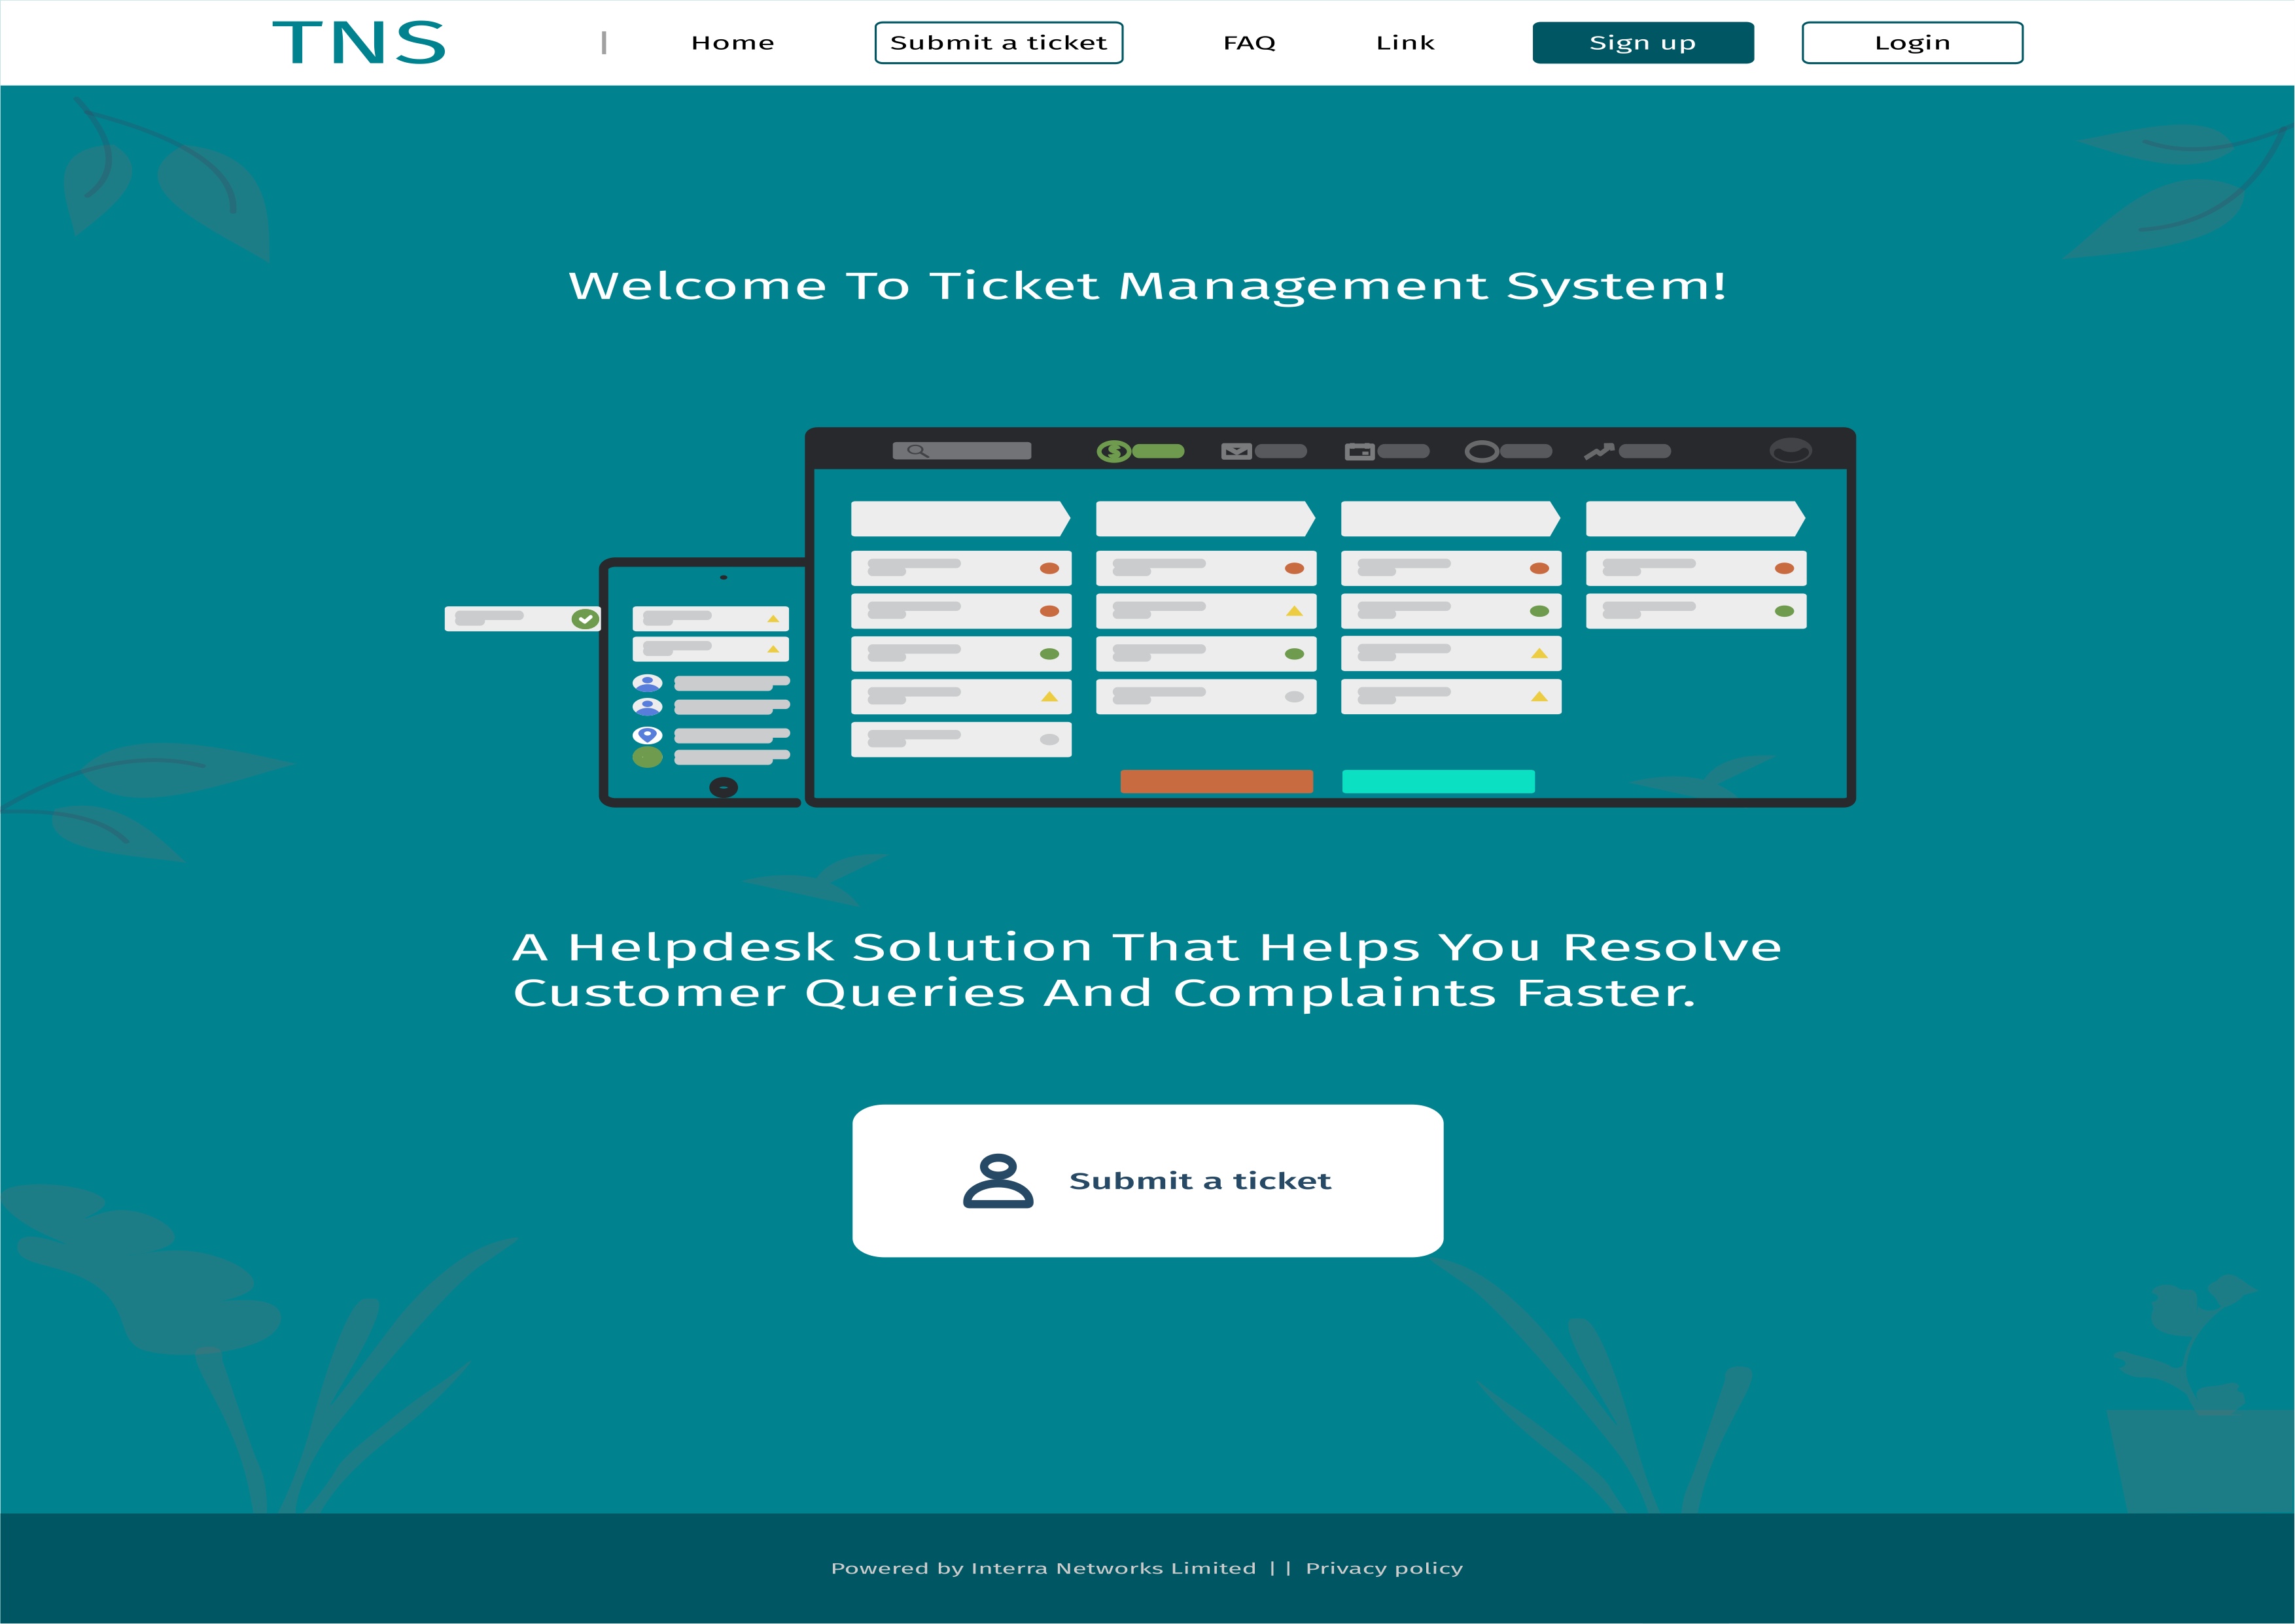 TNS | Home Submit a ticket FAQ Link Sign up Login
Welcome To Ticket Management System!
A Helpdesk Solution That Helps You Resolve
Customer Queries And Complaints Faster.
Submit a ticket
Powered by Interra Networks Limited || Privacy policy